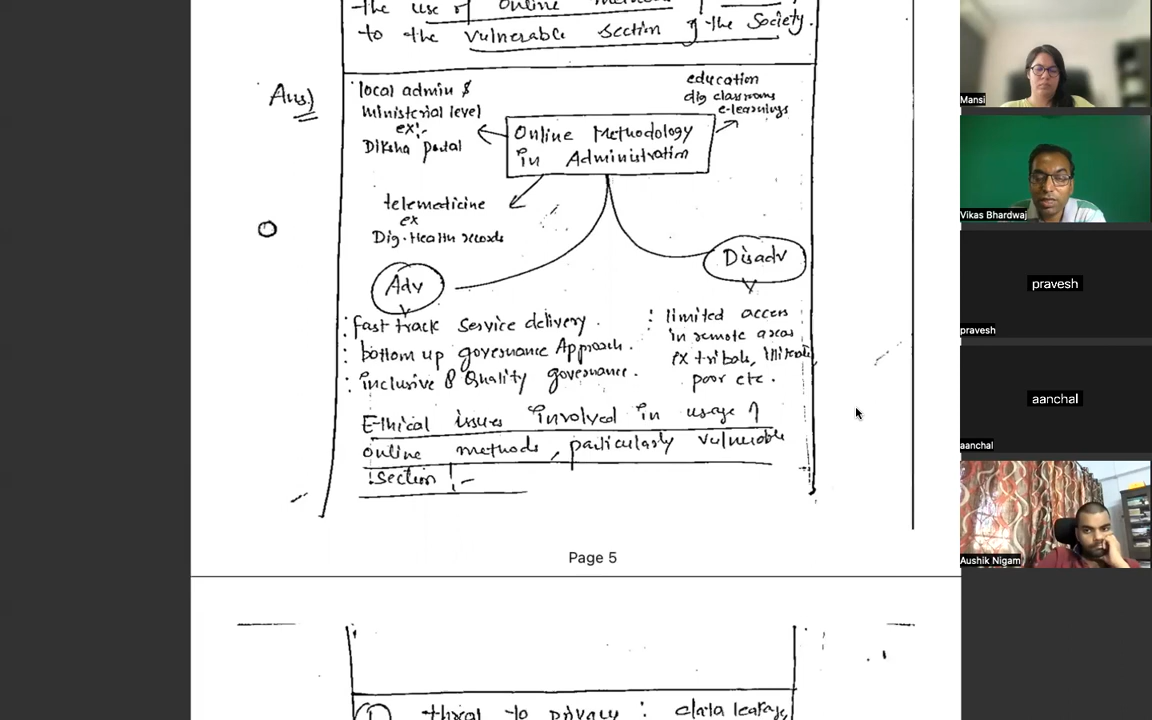 the use of online
to the vulnerable section of the society.
Ans)
local admin &
ministerial level
ex:-
Diksha portal
education
dig classrooms
e-learnings
Online Methodology
in Administration
telemedicine
ex
Dig. Health records
Adv
Disadv
: fast track service delivery.
: bottom up governance Approach.
: inclusive & Quality governance.
: limited access
in remote areas
ex tribals, illiterate,
poor etc.
Ethical issues involved in usage of
online methods, particularly vulnerable
section :-
Page 5
① threat to privacy : data leakage,
Mansi
Vikas Bhardwaj
pravesh
pravesh
aanchal
aanchal
Aushik Nigam